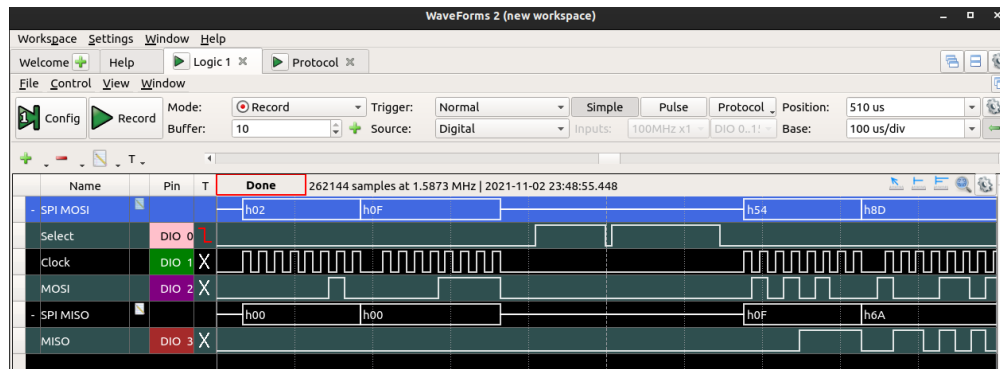 WaveForms 2 (new workspace)
Workspace Settings Window Help
Welcome Help Logic 1 Protocol
File Control View Window
Config Record Mode: Record Trigger: Normal Simple Pulse Protocol Position: 510 us
Buffer: 10 Source: Digital Inputs: 100MHz x1 DIO 0..1! Base: 100 us/div
T
Name Pin T Done 262144 samples at 1.5873 MHz | 2021-11-02 23:48:55.448
- SPI MOSI h02 h0F h54 h8D
Select DIO 0
Clock DIO 1 X
MOSI DIO 2 X
- SPI MISO h00 h00 h0F h6A
MISO DIO 3 X